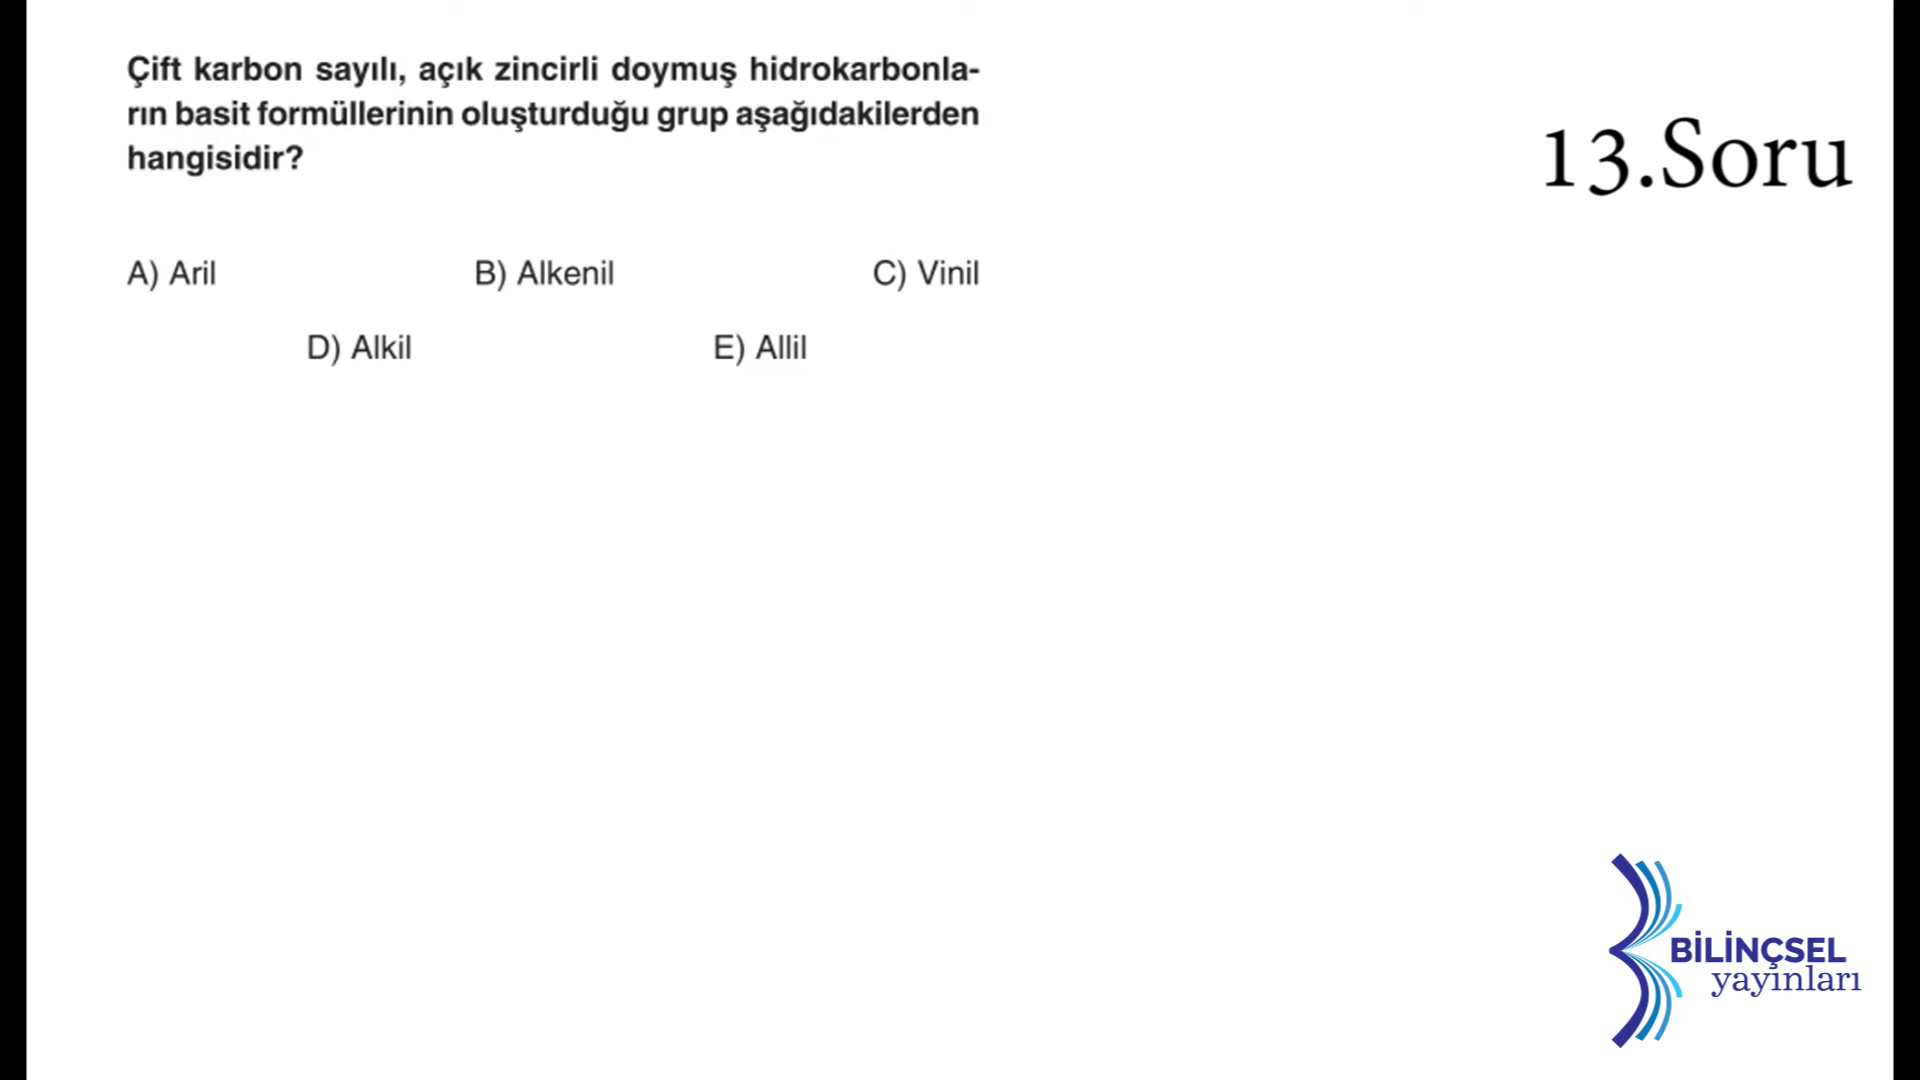 Çift karbon sayılı, açık zincirli doymuş hidrokarbonla-
rın basit formüllerinin oluşturduğu grup aşağıdakilerden
hangisidir?
13.Soru
A) Aril B) Alkenil C) Vinil
D) Alkil E) Allil
BİLİNÇSEL
yayınları